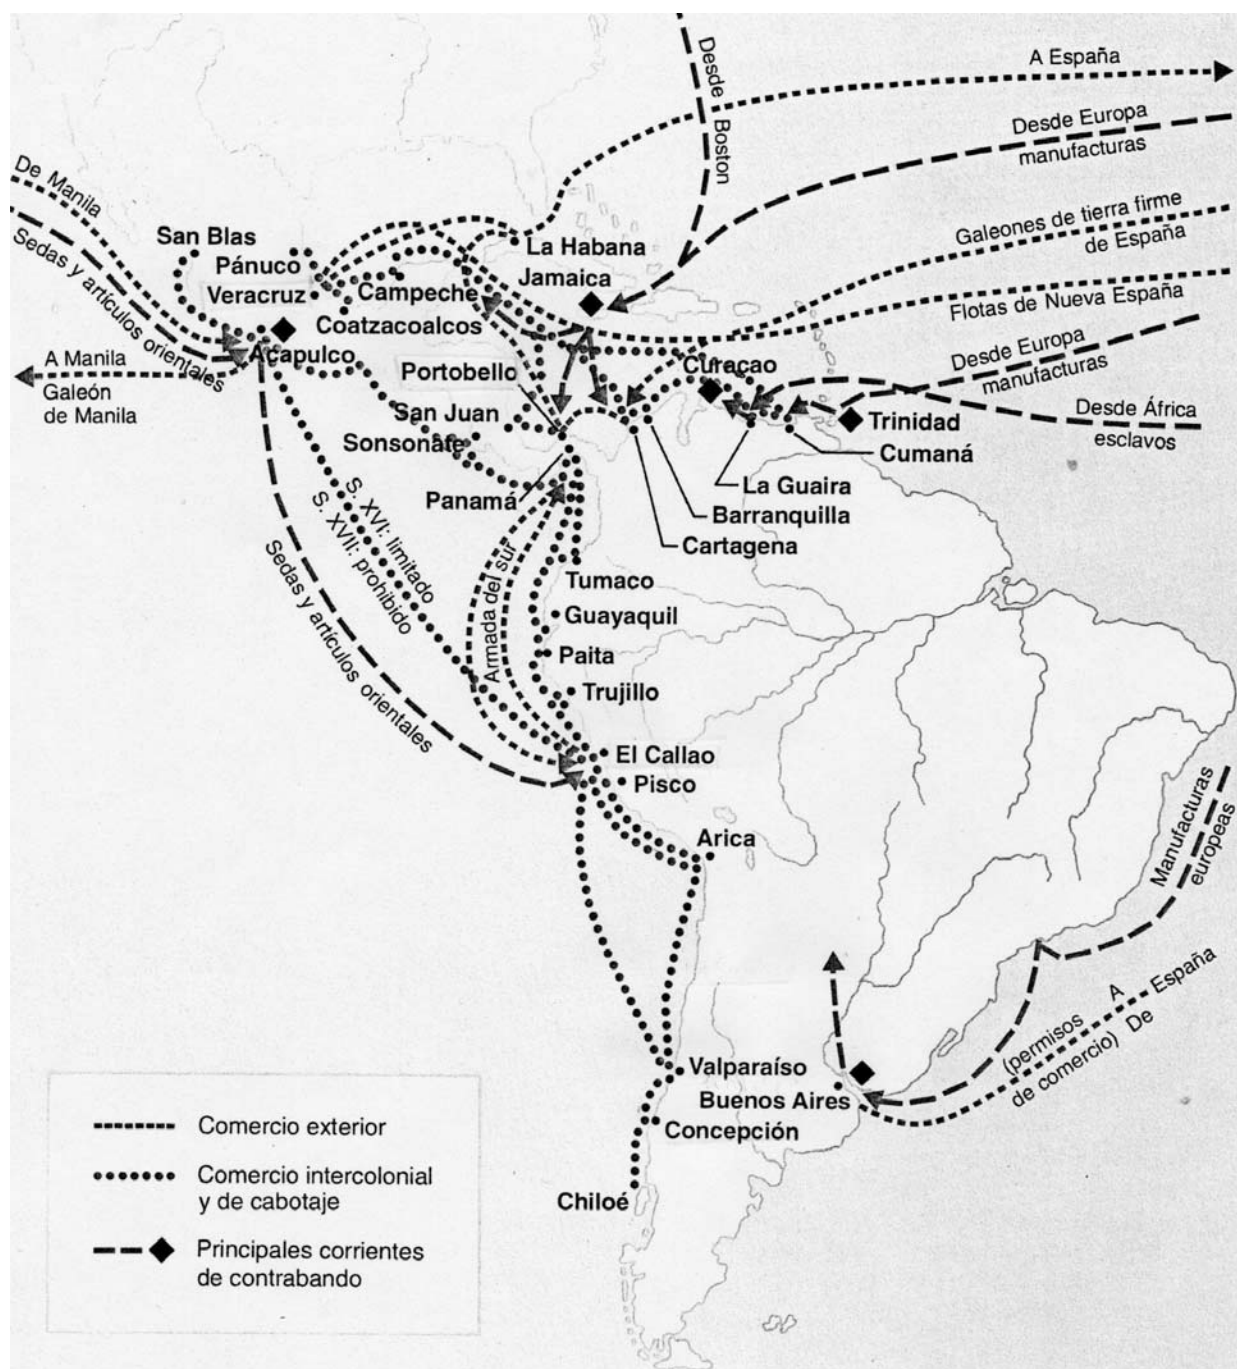 A España
Desde Boston
Desde Europa
manufacturas
De Manila
Sedas y artículos orientales
Galeones de tierra firme
de España
San Blas
La Habana
Pánuco
Jamaica
Veracruz
Campeche
Flotas de Nueva España
Coatzacoalcos
Acapulco
A Manila
Galeón
de Manila
Portobello
Curaçao
Desde Europa
manufacturas
San Juan
Desde África
esclavos
Trinidad
Sonsonate
Cumaná
Panamá
La Guaira
Barranquilla
Cartagena
S. XVI: limitado
S. XVII: prohibido
Sedas y artículos orientales
Armada del sur
Tumaco
Guayaquil
Paita
Trujillo
El Callao
Pisco
Arica
Manufacturas
europeas
A España
(permisos De
de comercio)
Valparaíso
Buenos Aires
Concepción
Chiloé
Comercio exterior
Comercio intercolonial
y de cabotaje
Principales corrientes
de contrabando